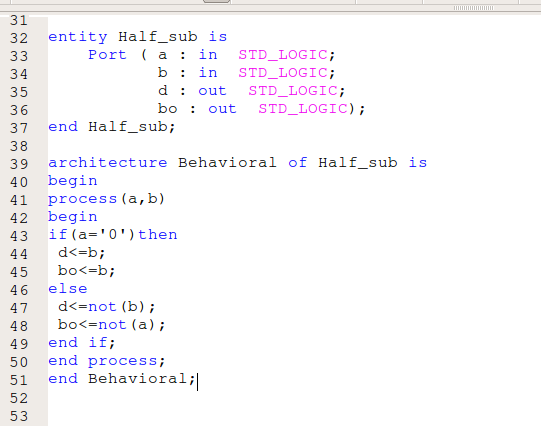 31
32 entity Half_sub is
33     Port ( a : in  STD_LOGIC;
34            b : in  STD_LOGIC;
35            d : out  STD_LOGIC;
36            bo : out  STD_LOGIC);
37 end Half_sub;
38
39 architecture Behavioral of Half_sub is
40 begin
41 process(a,b)
42 begin
43 if(a='0')then
44  d<=b;
45  bo<=b;
46 else
47  d<=not(b);
48  bo<=not(a);
49 end if;
50 end process;
51 end Behavioral;
52
53